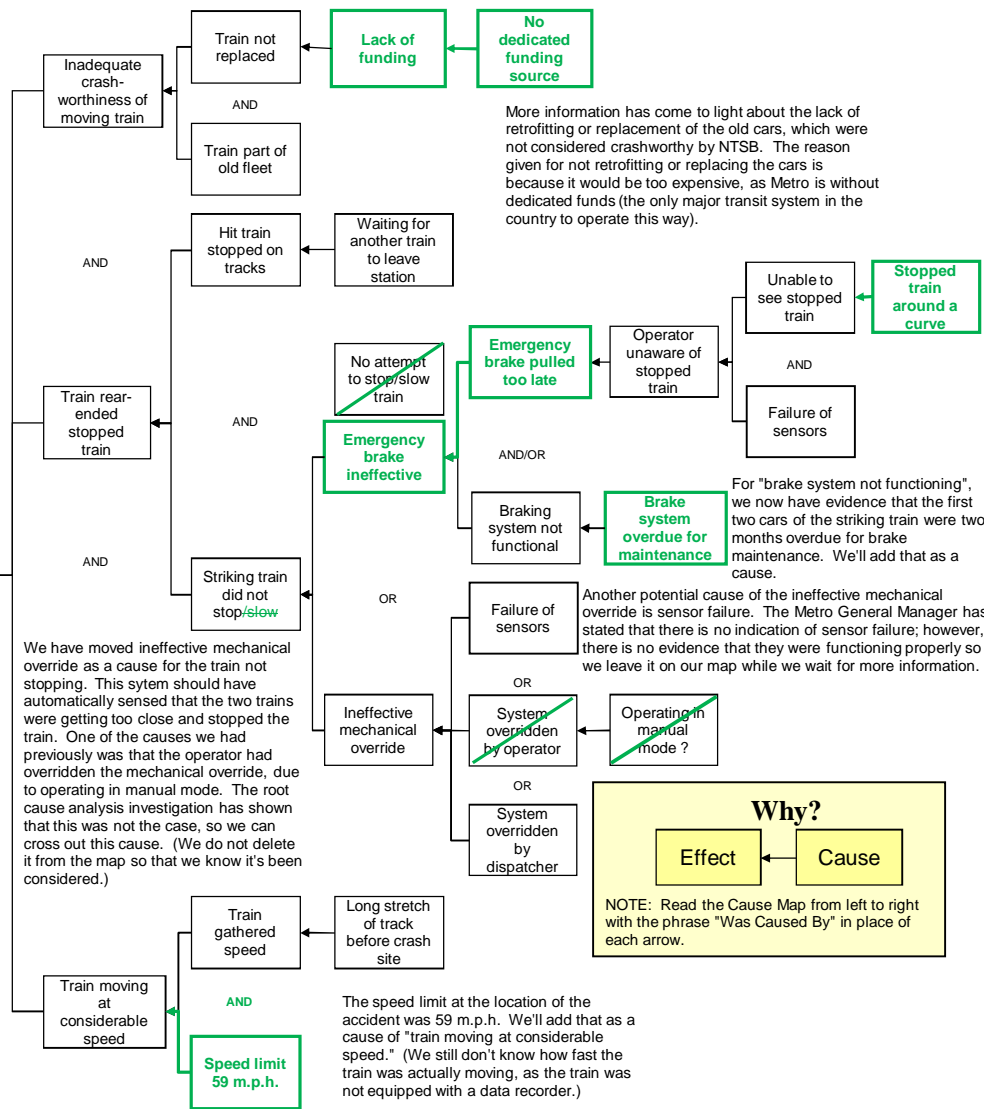 Train not
replaced
Lack of
funding
No
dedicated
funding
source
Inadequate
crash-
worthiness of
moving train
AND
Train part of
old fleet
More information has come to light about the lack of
retrofitting or replacement of the old cars, which were
not considered crashworthy by NTSB.  The reason
given for not retrofitting or replacing the cars is
because it would be too expensive, as Metro is without
dedicated funds (the only major transit system in the
country to operate this way).
AND
Hit train
stopped on
tracks
Waiting for
another train
to leave
station
Unable to
see stopped
train
Stopped
train
around a
curve
No attempt
to stop/slow
train
Emergency
brake pulled
too late
Operator
unaware of
stopped
train
AND
Failure of
sensors
Train rear-
ended
stopped
train
AND
Emergency
brake
ineffective
AND/OR
Braking
system not
functional
Brake
system
overdue for
maintenance
For "brake system not functioning",
we now have evidence that the first
two cars of the striking train were two
months overdue for brake
maintenance.  We'll add that as a
cause.
AND
Striking train
did not
stop/slow
OR
Failure of
sensors
Another potential cause of the ineffective mechanical
override is sensor failure.  The Metro General Manager has
stated that there is no indication of sensor failure; however,
there is no evidence that they were functioning properly so
we leave it on our map while we wait for more information.
We have moved ineffective mechanical
override as a cause for the train not
stopping.  This sytem should have
automatically sensed that the two trains
were getting too close and stopped the
train.  One of the causes we had
previously was that the operator had
overridden the mechanical override, due
to operating in manual mode.  The root
cause analysis investigation has shown
that this was not the case, so we can
cross out this cause.  (We do not delete
it from the map so that we know it's been
considered.)
Ineffective
mechanical
override
OR
System
overridden
by operator
Operating in
manual
mode ?
OR
System
overridden
by
dispatcher
Why?
Effect
Cause
NOTE:  Read the Cause Map from left to right
with the phrase "Was Caused By" in place of
each arrow.
Train
gathered
speed
Long stretch
of track
before crash
site
Train moving
at
considerable
speed
AND
Speed limit
59 m.p.h.
The speed limit at the location of the
accident was 59 m.p.h.  We'll add that as a
cause of "train moving at considerable
speed."  (We still don't know how fast the
train was actually moving, as the train was
not equipped with a data recorder.)